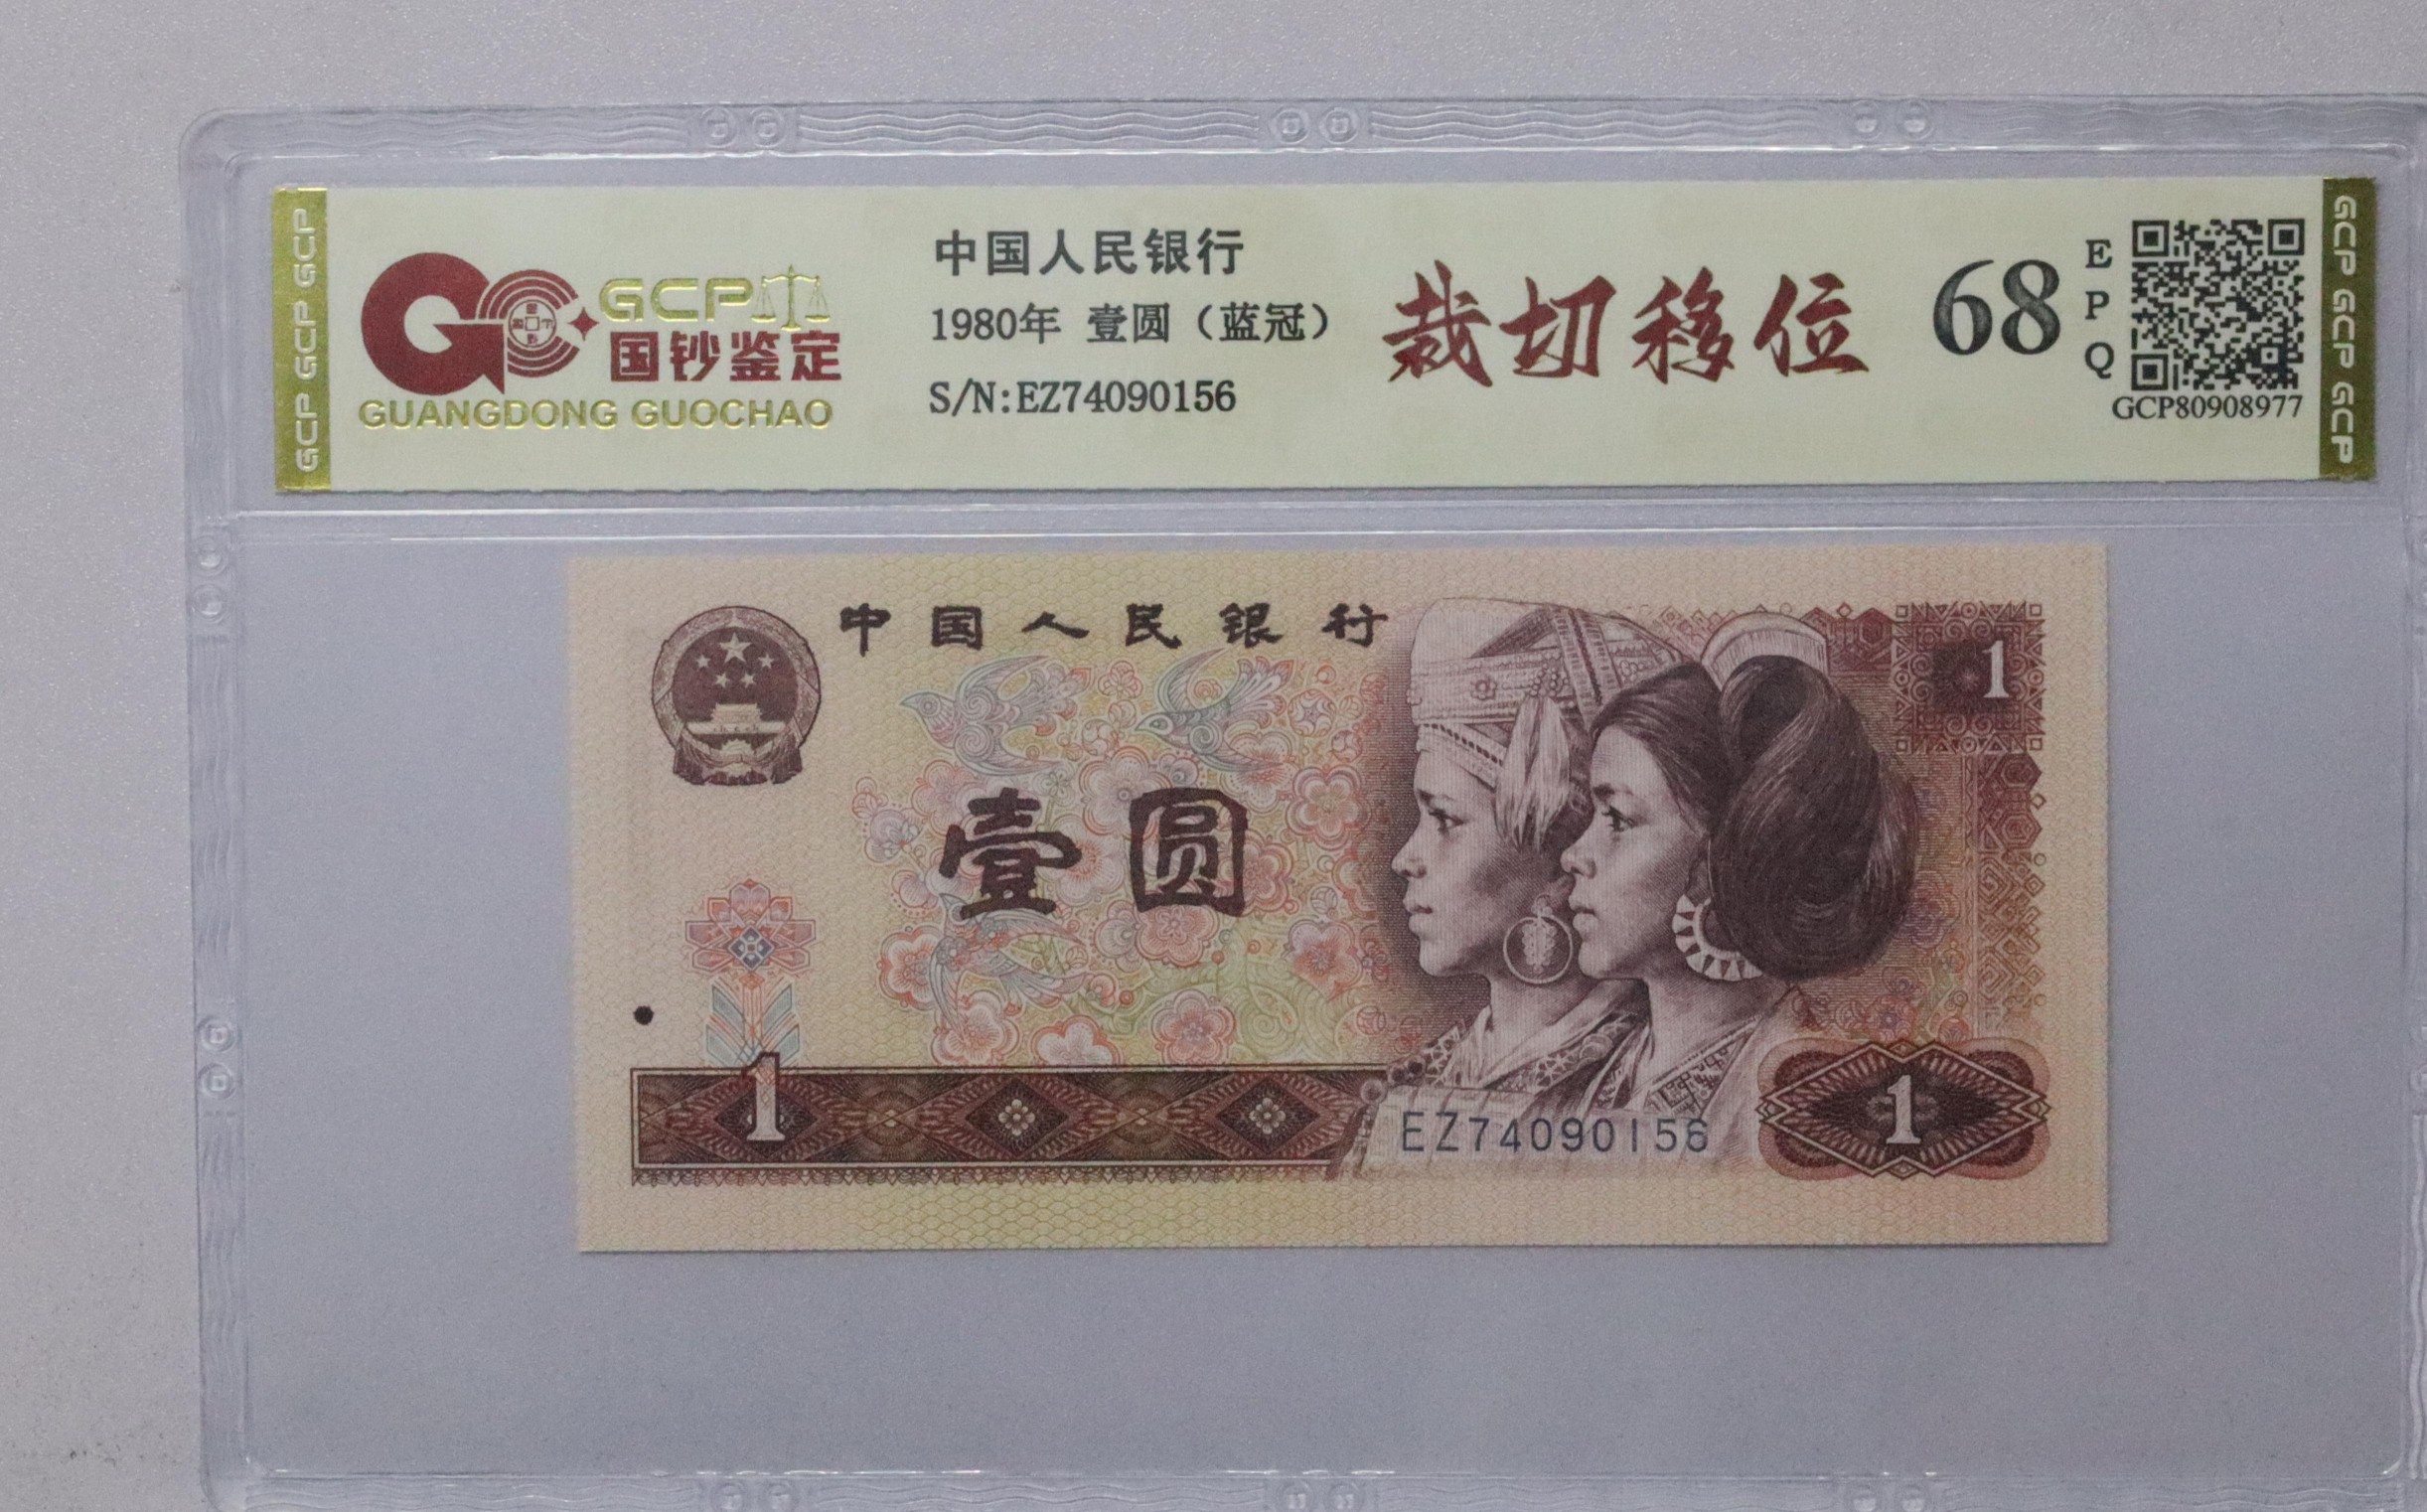 GCP GCP GCP
GCP
国钞鉴定
GUANGDONG GUOCHAO
中国人民银行
1980年 壹圆（蓝冠）
S/N:EZ74090156
裁切移位
68
E
P
Q
GCP80908977
GCP GCP GCP
中国人民银行
1
壹圆
1
EZ74090156
1